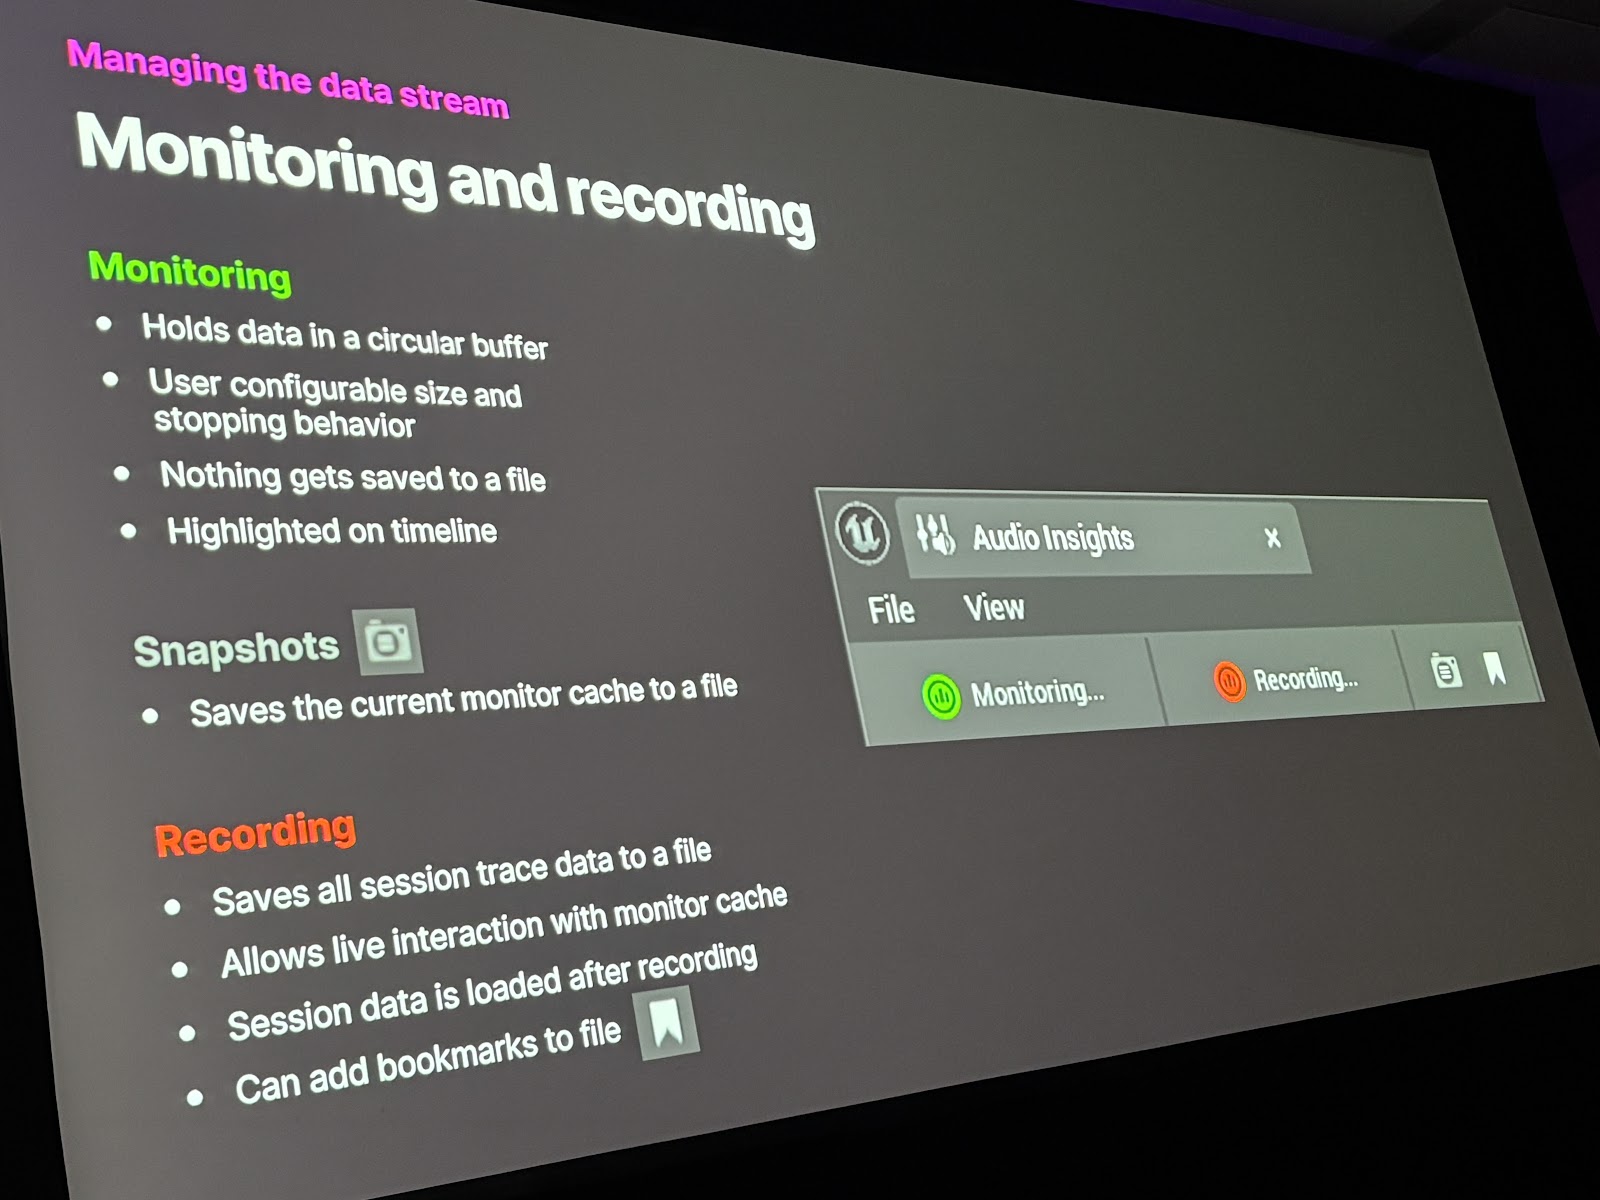 Managing the data stream
Monitoring and recording
Monitoring
• Holds data in a circular buffer
• User configurable size and
stopping behavior
• Nothing gets saved to a file
• Highlighted on timeline
Snapshots
• Saves the current monitor cache to a file
Recording
• Saves all session trace data to a file
• Allows live interaction with monitor cache
• Session data is loaded after recording
• Can add bookmarks to file
Audio Insights
File View
Monitoring... Recording...